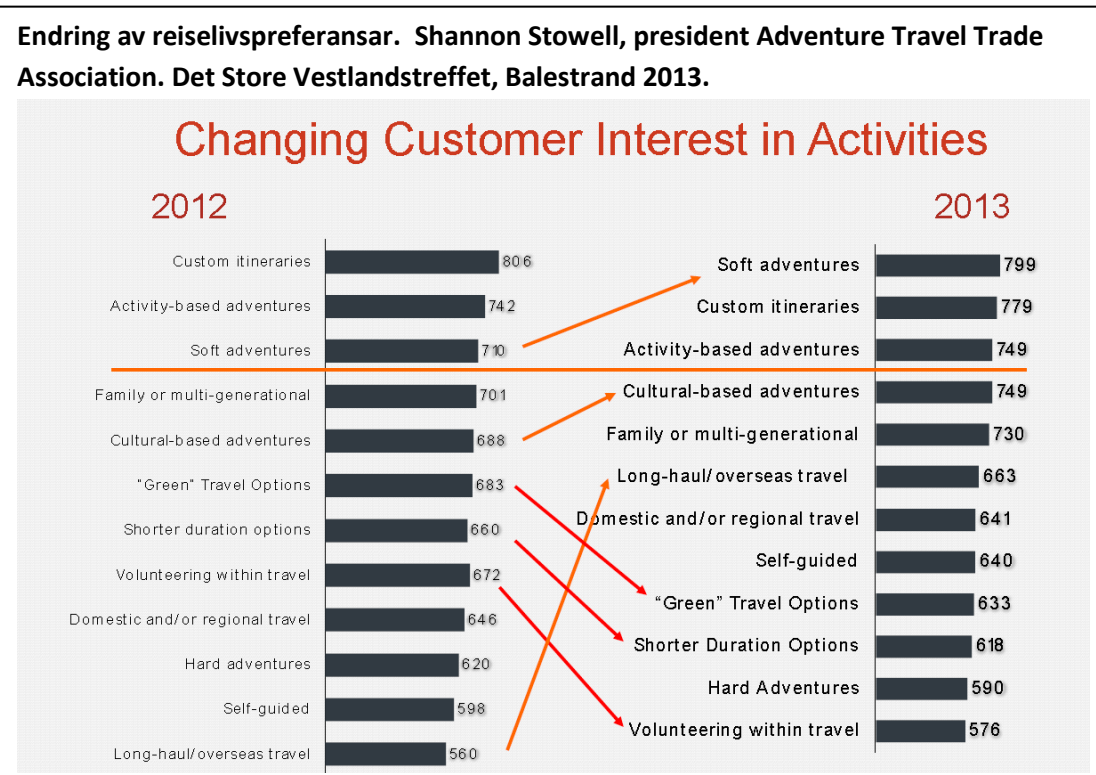 Endring av reiselivspreferansar. Shannon Stowell, president Adventure Travel Trade
Association. Det Store Vestlandstreffet, Balestrand 2013.
Changing Customer Interest in Activities
2012
Custom itineraries 806
Activity-based adventures 742
Soft adventures 710
Family or multi-generational 701
Cultural-based adventures 688
"Green" Travel Options 683
Shorter duration options 660
Volunteering within travel 672
Domestic and/or regional travel 646
Hard adventures 620
Self-guided 598
Long-haul/overseas travel 560
2013
Soft adventures 799
Custom itineraries 779
Activity-based adventures 749
Cultural-based adventures 749
Family or multi-generational 730
Long-haul/overseas travel 663
Domestic and/or regional travel 641
Self-guided 640
“Green” Travel Options 633
Shorter Duration Options 618
Hard Adventures 590
Volunteering within travel 576